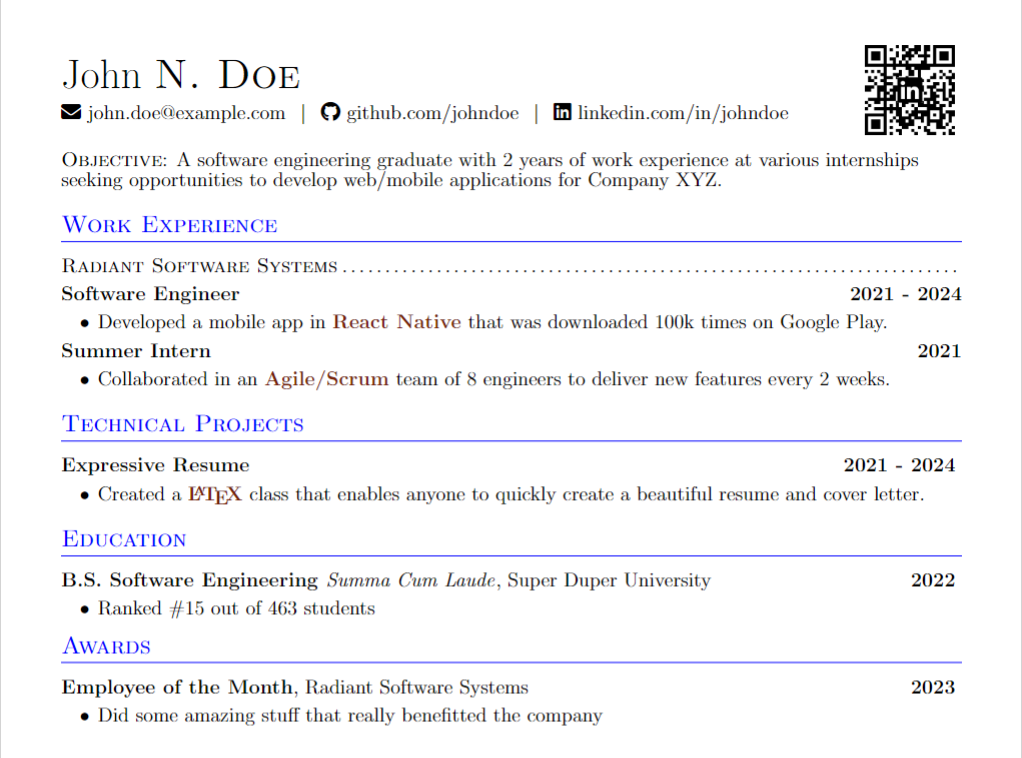 John N. Doe
john.doe@example.com | github.com/johndoe | linkedin.com/in/johndoe
Objective: A software engineering graduate with 2 years of work experience at various internships
seeking opportunities to develop web/mobile applications for Company XYZ.
Work Experience
Radiant Software Systems
Software Engineer 2021 - 2024
• Developed a mobile app in React Native that was downloaded 100k times on Google Play.
Summer Intern 2021
• Collaborated in an Agile/Scrum team of 8 engineers to deliver new features every 2 weeks.
Technical Projects
Expressive Resume 2021 - 2024
• Created a LATEX class that enables anyone to quickly create a beautiful resume and cover letter.
Education
B.S. Software Engineering Summa Cum Laude, Super Duper University 2022
• Ranked #15 out of 463 students
Awards
Employee of the Month, Radiant Software Systems 2023
• Did some amazing stuff that really benefitted the company